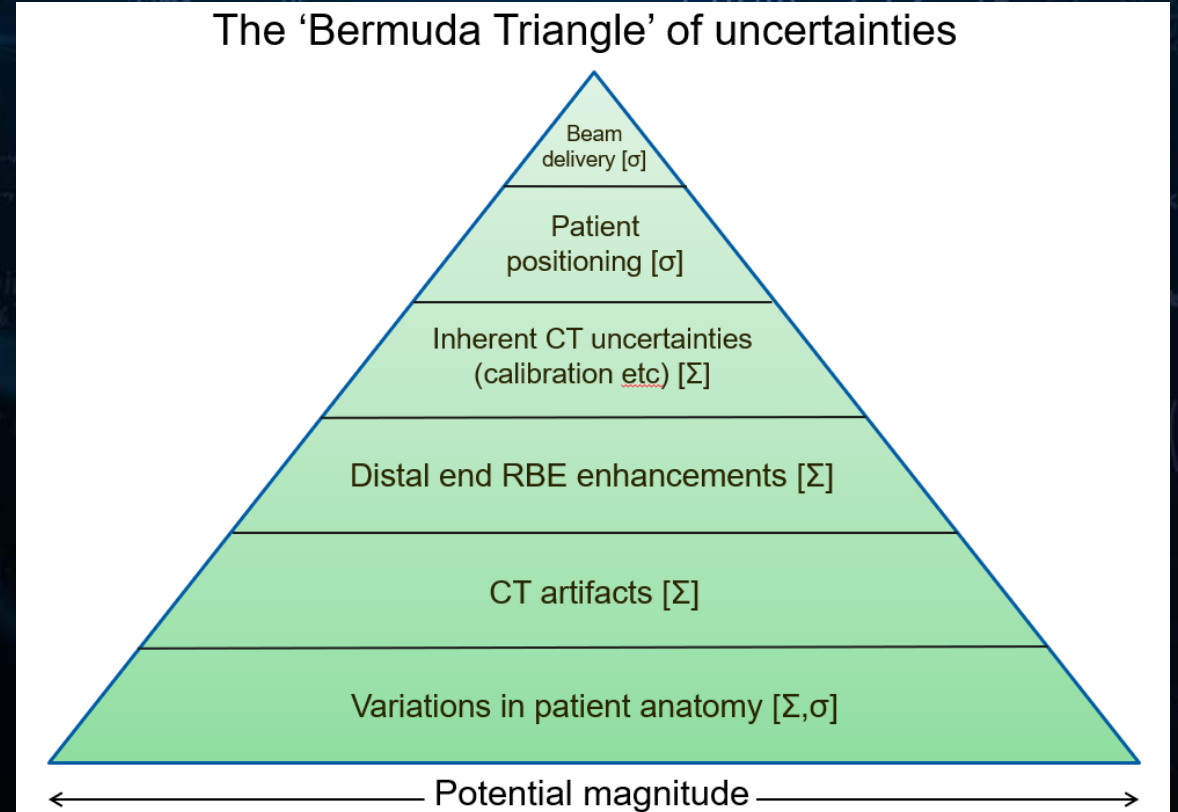 The ‘Bermuda Triangle’ of uncertainties
Beam
delivery [σ]
Patient
positioning [σ]
Inherent CT uncertainties
(calibration etc) [Σ]
Distal end RBE enhancements [Σ]
CT artifacts [Σ]
Variations in patient anatomy [Σ,σ]
Potential magnitude